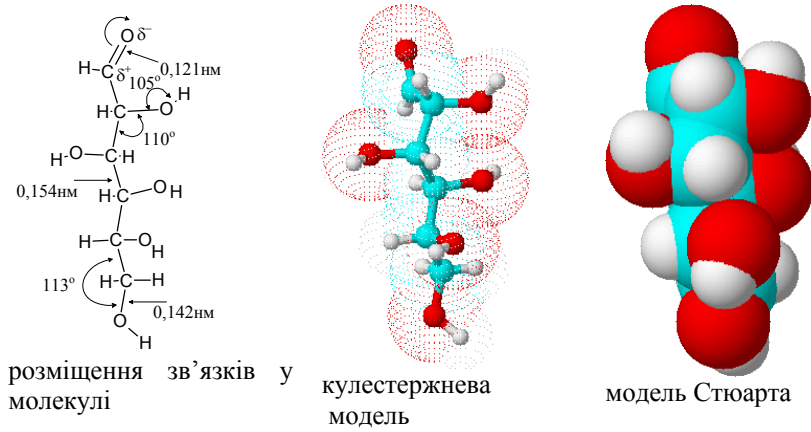 O δ⁻
H C δ⁺ 0,121нм
105° H
H·C O
110°
H-O C·H
0,154нм
H·C O H
H C O
H
113° H·C H
O 0,142нм
H
розміщення зв’язків у
молекулі
кулестержнева
модель
модель Стюарта